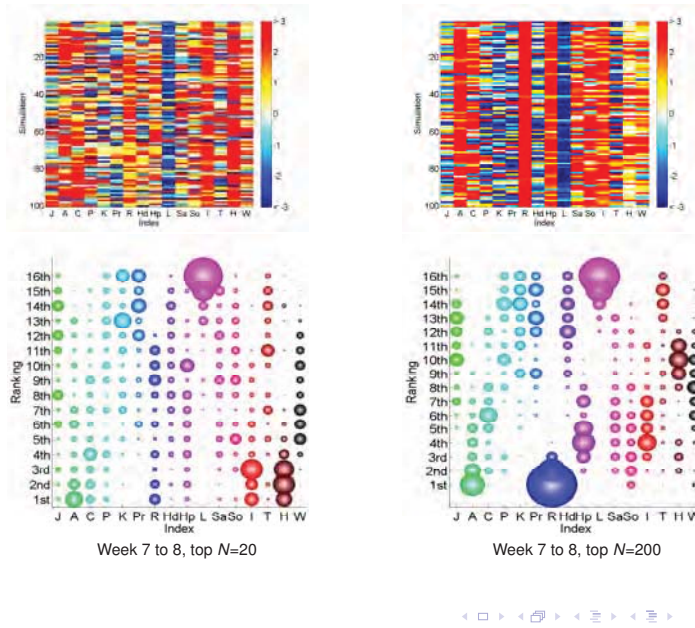 > 3
2
1
0
-1
-2
< -3
20
40
60
80
100
Simulation
J A C P K Pr R Hd Hp L Sa So I T H W
Index
> 3
2
1
0
-1
-2
< -3
20
40
60
80
100
Simulation
J A C P K Pr R Hd Hp L Sa So I T H W
Index
16th
15th
14th
13th
12th
11th
10th
9th
8th
7th
6th
5th
4th
3rd
2nd
1st
Ranking
J A C P K Pr R Hd Hp L Sa So I T H W
Index
Week 7 to 8, top N=20
16th
15th
14th
13th
12th
11th
10th
9th
8th
7th
6th
5th
4th
3rd
2nd
1st
Ranking
J A C P K Pr R Hd Hp L Sa So I T H W
Index
Week 7 to 8, top N=200